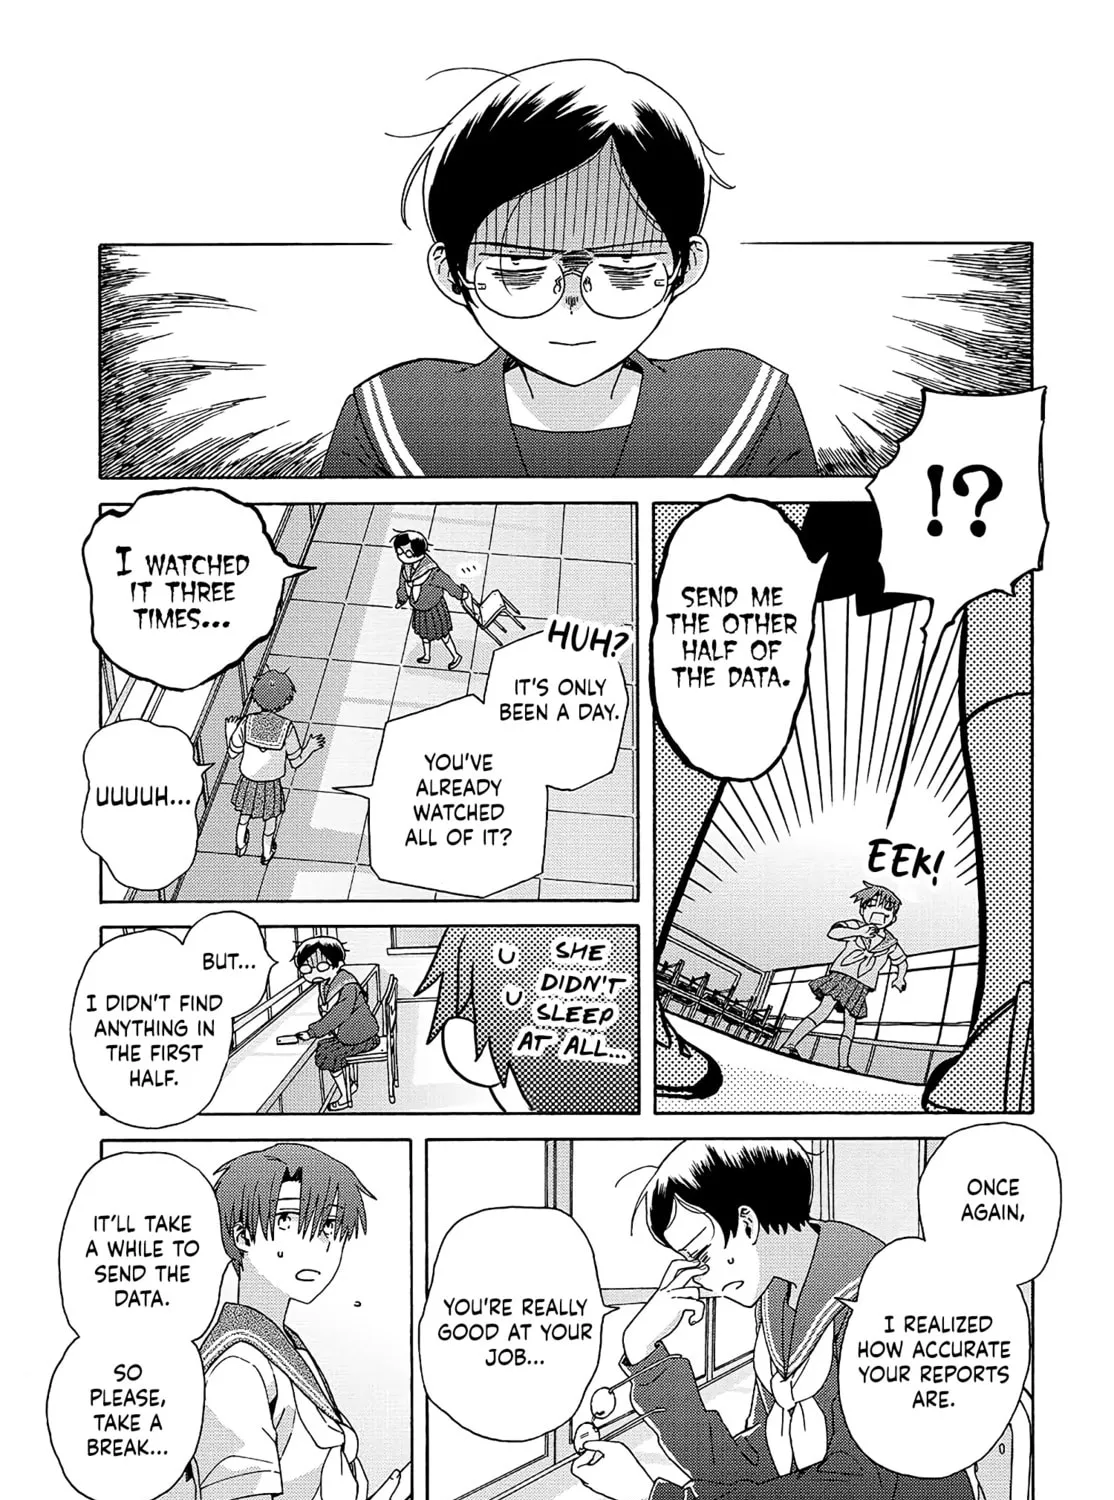 !?
SEND ME
THE OTHER
HALF OF
THE DATA.
EEK!
I WATCHED
IT THREE
TIMES...
HUH?
IT'S ONLY
BEEN A DAY.
YOU'VE
ALREADY
WATCHED
ALL OF IT?
UUUUH...
SHE
DIDN'T
SLEEP
AT ALL...
BUT...
I DIDN'T FIND
ANYTHING IN
THE FIRST
HALF.
ONCE
AGAIN,
I REALIZED
HOW ACCURATE
YOUR REPORTS
ARE.
YOU'RE REALLY
GOOD AT YOUR
JOB...
IT'LL TAKE
A WHILE TO
SEND THE
DATA.
SO
PLEASE,
TAKE A
BREAK...